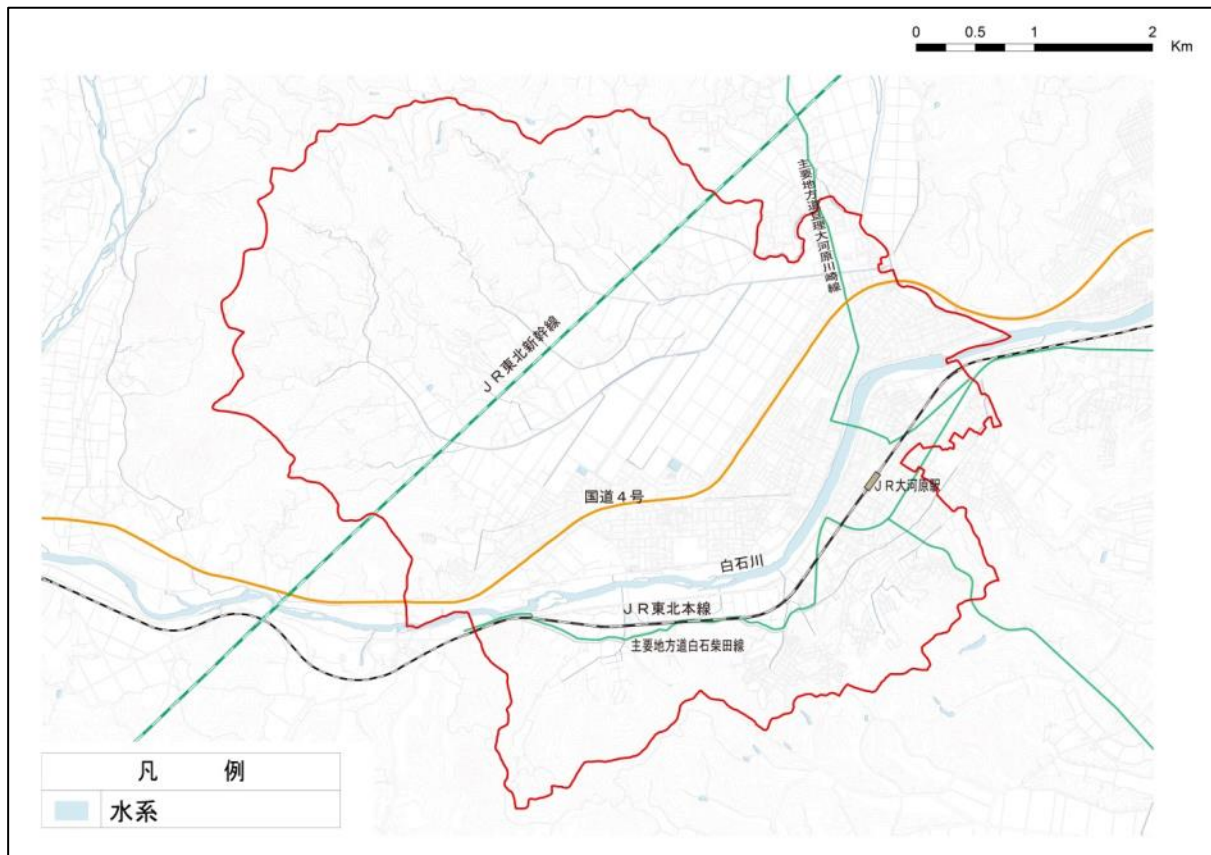 0 0.5 1 2
Km
主要地方道亘理大河原川崎線
JR東北新幹線
国道4号
JR大河原駅
白石川
JR東北本線
主要地方道白石柴田線
凡 例
水系